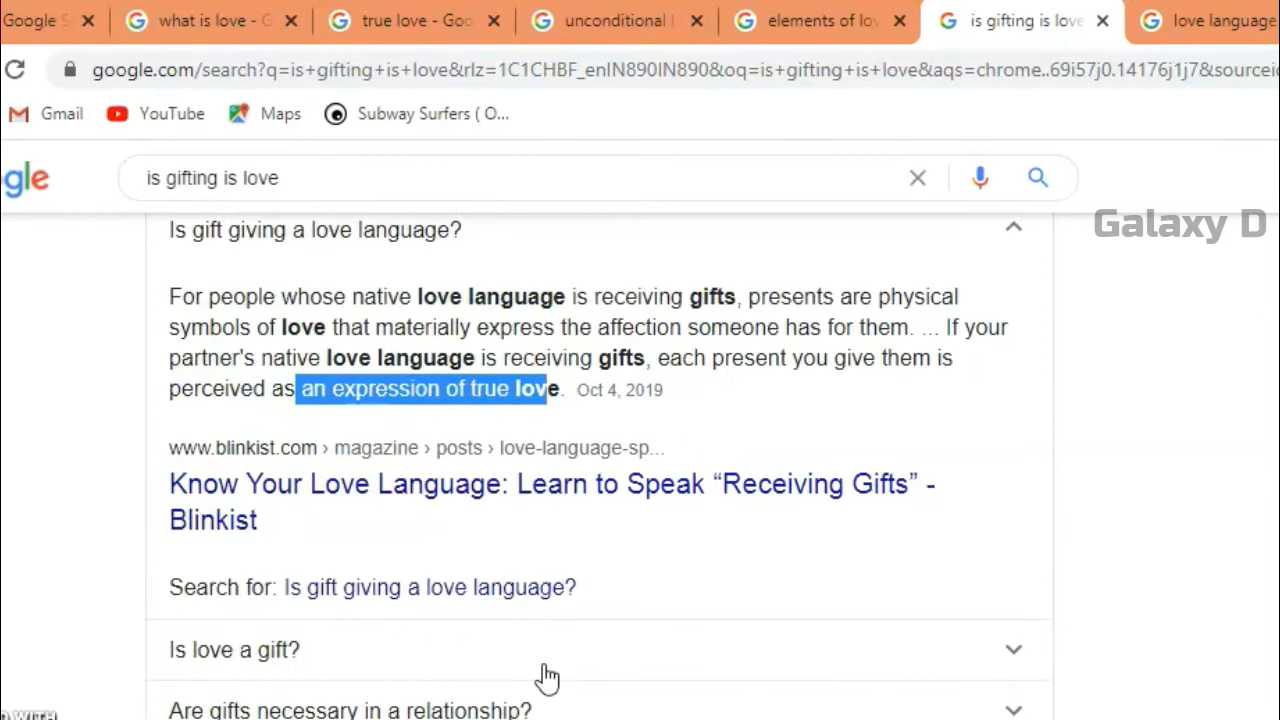 Google S
what is love - G
true love - Goo
unconditional l
elements of lov
is gifting is love
love language
google.com/search?q=is+gifting+is+love&rlz=1C1CHBF_enIN890IN890&oq=is+gifting+is+love&aqs=chrome..69i57j0.14176j1j7&sourceid
Gmail
YouTube
Maps
Subway Surfers ( O...
gle
is gifting is love
Galaxy D
Is gift giving a love language?
For people whose native love language is receiving gifts, presents are physical
symbols of love that materially express the affection someone has for them. ... If your
partner's native love language is receiving gifts, each present you give them is
perceived as an expression of true love. Oct 4, 2019
www.blinkist.com › magazine › posts › love-language-sp...
Know Your Love Language: Learn to Speak “Receiving Gifts” -
Blinkist
Search for: Is gift giving a love language?
Is love a gift?
Are gifts necessary in a relationship?
WITH